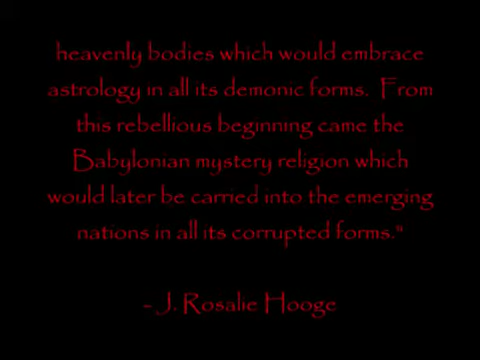 heavenly bodies which would embrace
astrology in all its demonic forms. From
this rebellious beginning came the
Babylonian mystery religion which
would later be carried into the emerging
nations in all its corrupted forms."
- J. Rosalie Hooge